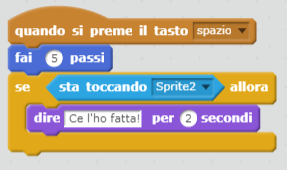 quando si preme il tasto spazio
fai 5 passi
se sta toccando Sprite2 allora
dire Ce l'ho fatta! per 2 secondi